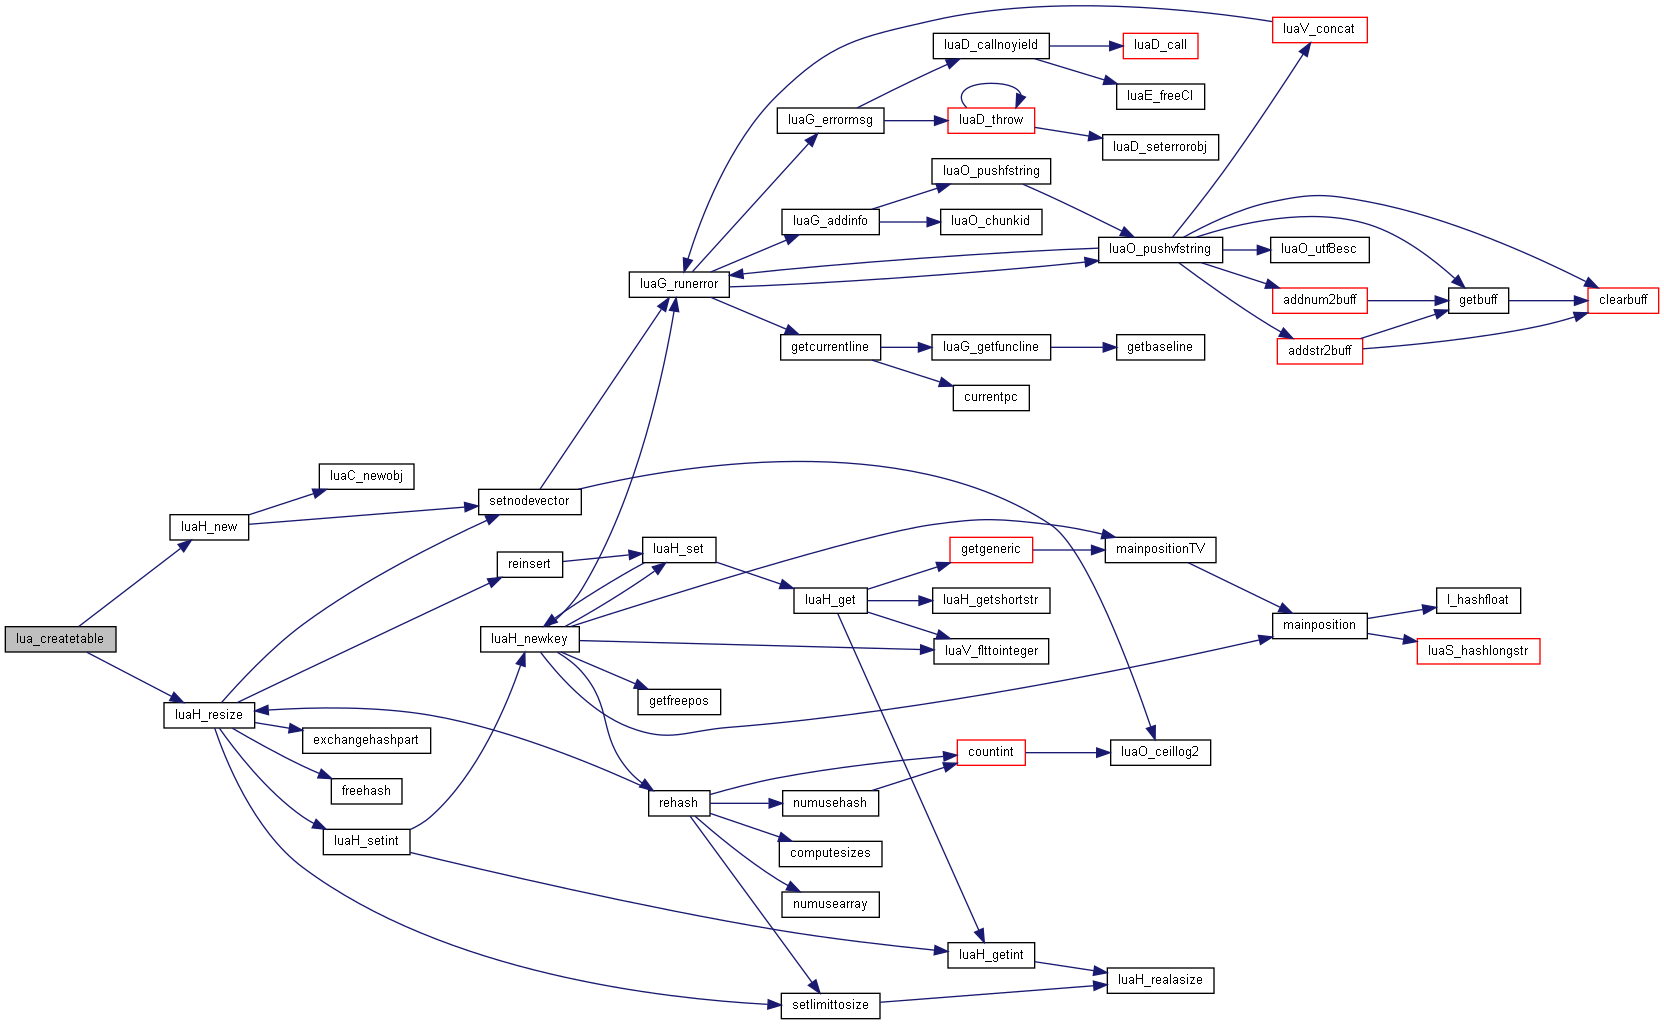 luaV_concat
luaD_callnoyield
luaD_call
luaE_freeCI
luaG_errormsg
luaD_throw
luaD_seterrorobj
luaO_pushfstring
luaG_addinfo
luaO_chunkid
luaO_pushvfstring
luaO_utf8esc
luaG_runerror
addnum2buff
getbuff
clearbuff
getcurrentline
luaG_getfuncline
getbaseline
addstr2buff
currentpc
luaC_newobj
setnodevector
luaH_new
luaH_set
getgeneric
mainpositionTV
reinsert
luaH_get
luaH_getshortstr
l_hashfloat
mainposition
lua_createtable
luaH_newkey
luaV_flttointeger
luaS_hashlongstr
getfreepos
luaH_resize
exchangehashpart
countint
luaO_ceillog2
freehash
rehash
numusehash
luaH_setint
computesizes
numusearray
luaH_getint
luaH_realasize
setlimittosize